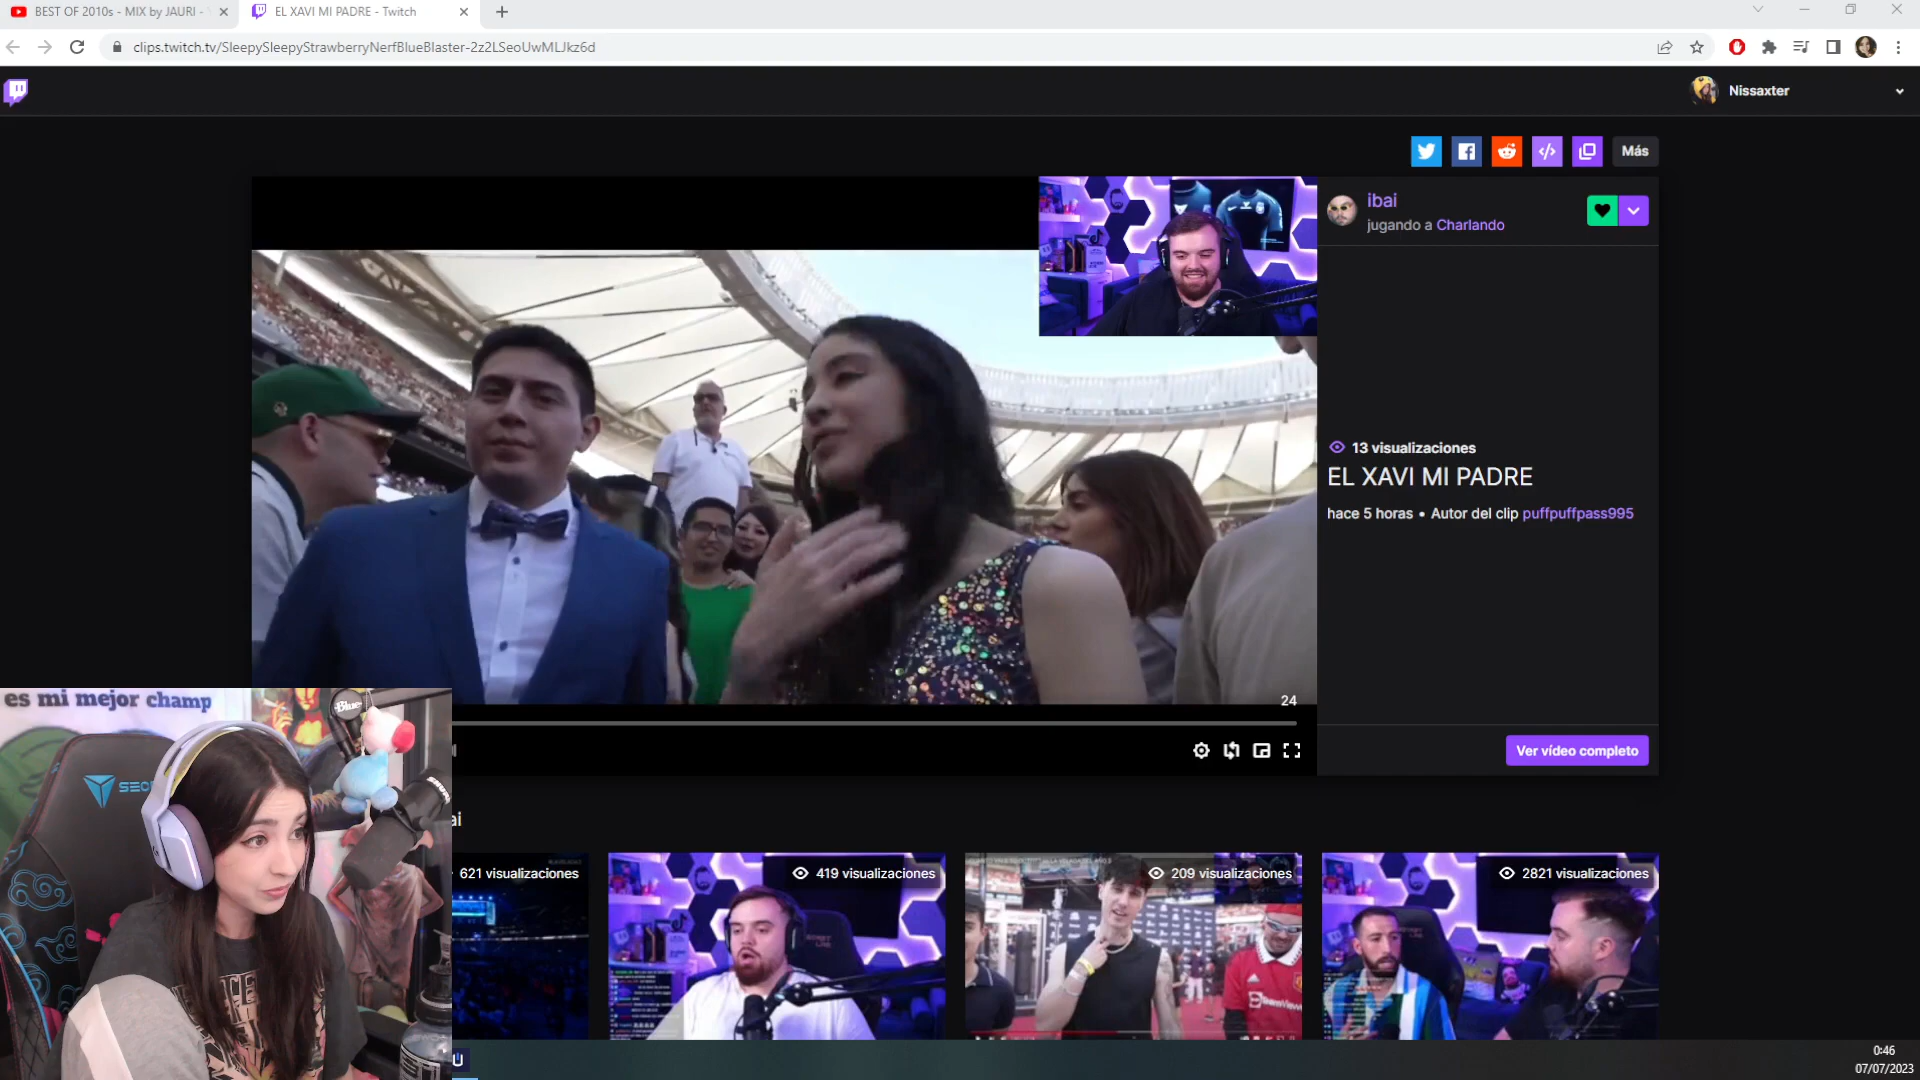 BEST OF 2010s - MIX by JAURI -
EL XAVI MI PADRE - Twitch
clips.twitch.tv/SleepySleepyStrawberryNerfBlueBlaster-2z2LSeoUwMLJkz6d
Nissaxter
Más
ibai
jugando a Charlando
13 visualizaciones
EL XAVI MI PADRE
hace 5 horas • Autor del clip puffpuffpass995
24
Ver vídeo completo
es mi mejor champ
Blue
ai
621 visualizaciones
419 visualizaciones
209 visualizaciones
2821 visualizaciones
0:46
07/07/2023